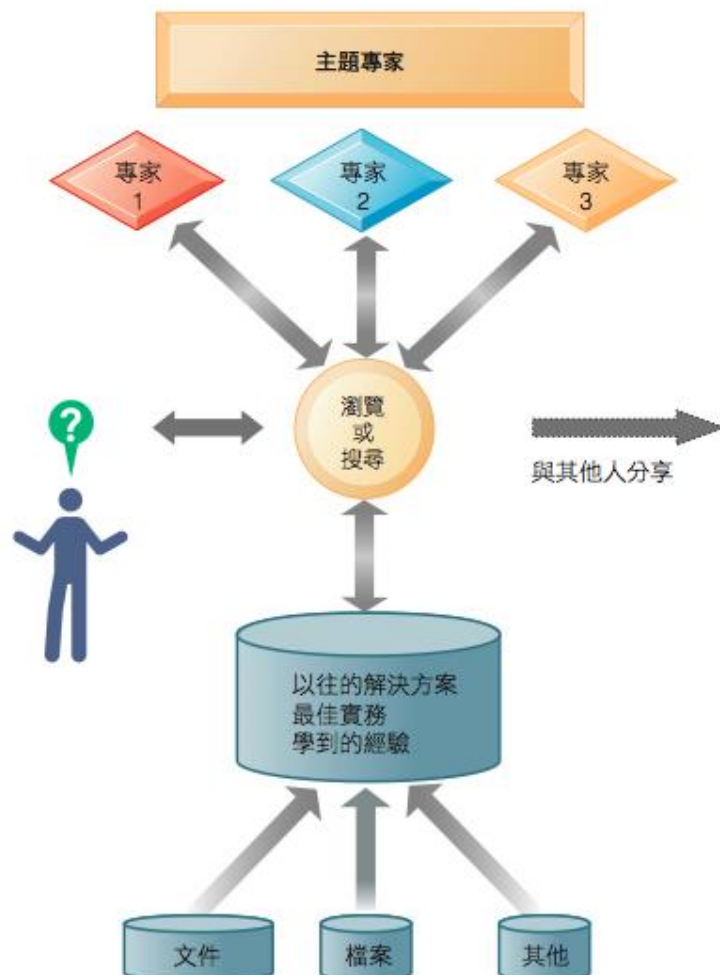 主題專家
專家
1
專家
2
專家
3
瀏覽
或
搜尋
?
與其他人分享
以往的解決方案
最佳實務
學到的經驗
文件
檔案
其他